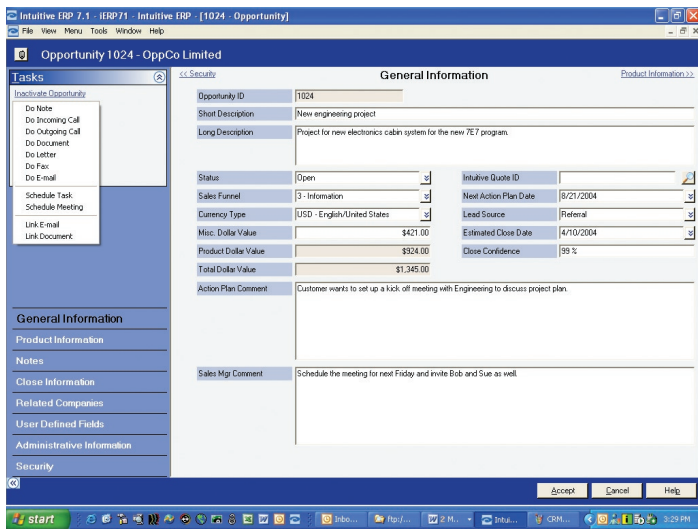 Intuitive ERP 7.1 - iERP71 - Intuitive ERP - [1024 - Opportunity]
File View Menu Tools Window Help
Opportunity 1024 - OppCo Limited
Tasks
<< Security
General Information
Product Information >>
Inactivate Opportunity
Do Note
Do Incoming Call
Do Outgoing Call
Do Document
Do Letter
Do Fax
Do E-mail
Schedule Task
Schedule Meeting
Link E-mail
Link Document
Opportunity ID 1024
Short Description New engineering project
Long Description Project for new electronics cabin system for the new 7E7 program.
Status Open Intuitive Quote ID
Sales Funnel 3 - Information Next Action Plan Date 8/21/2004
Currency Type USD - English/United States Lead Source Referral
Misc. Dollar Value $421.00 Estimated Close Date 4/10/2004
Product Dollar Value $924.00 Close Confidence 99 %
Total Dollar Value $1,345.00
Action Plan Comment Customer wants to set up a kick off meeting with Engineering to discuss project plan.
Sales Mgr Comment Schedule the meeting for next Friday and invite Bob and Sue as well.
General Information
Product Information
Notes
Close Information
Related Companies
User Defined Fields
Administrative Information
Security
Accept Cancel Help
start Inbo... ftp:/... 2 M... Intui... CRM... 3:29 PM